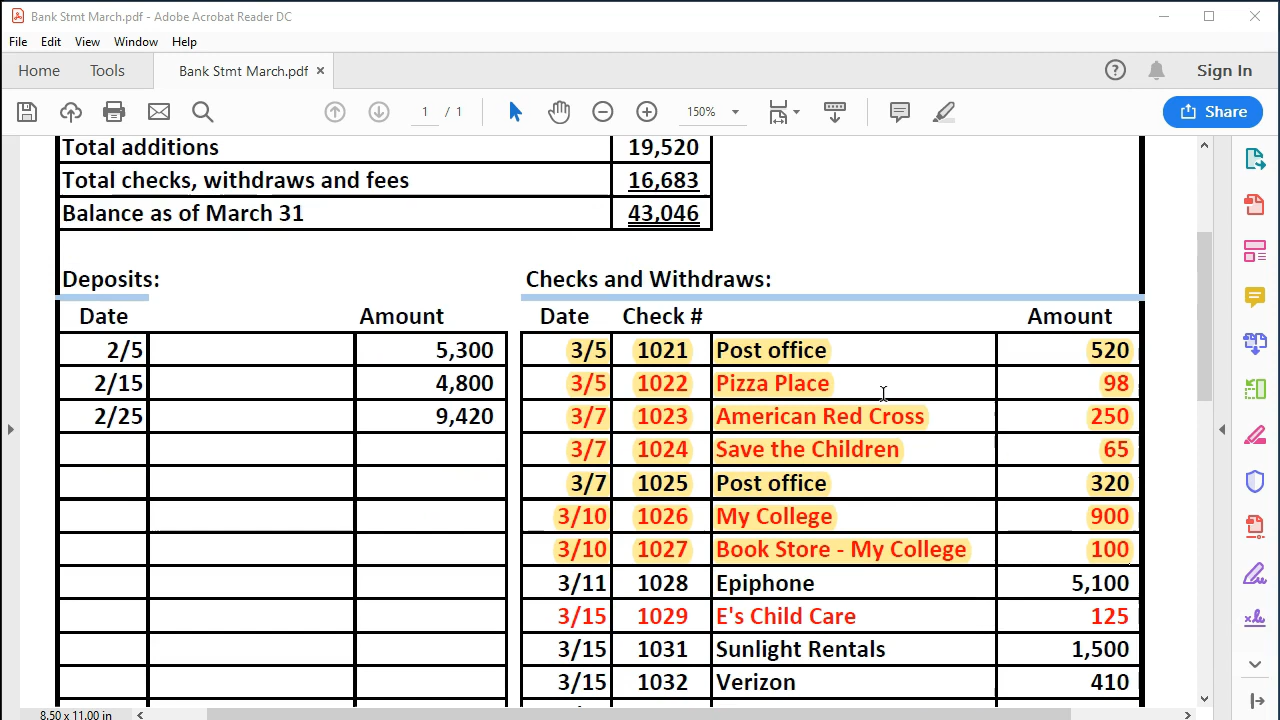 Bank Stmt March.pdf - Adobe Acrobat Reader DC
File Edit View Window Help
Home Tools Bank Stmt March.pdf × Sign In
1 / 1 150% Share
Total additions 19,520
Total checks, withdraws and fees 16,683
Balance as of March 31 43,046
Deposits: Checks and Withdraws:
Date Amount Date Check # Amount
2/5 5,300 3/5 1021 Post office 520
2/15 4,800 3/5 1022 Pizza Place 98
2/25 9,420 3/7 1023 American Red Cross 250
3/7 1024 Save the Children 65
3/7 1025 Post office 320
3/10 1026 My College 900
3/10 1027 Book Store - My College 100
3/11 1028 Epiphone 5,100
3/15 1029 E's Child Care 125
3/15 1031 Sunlight Rentals 1,500
3/15 1032 Verizon 410
8.50 x 11.00 in